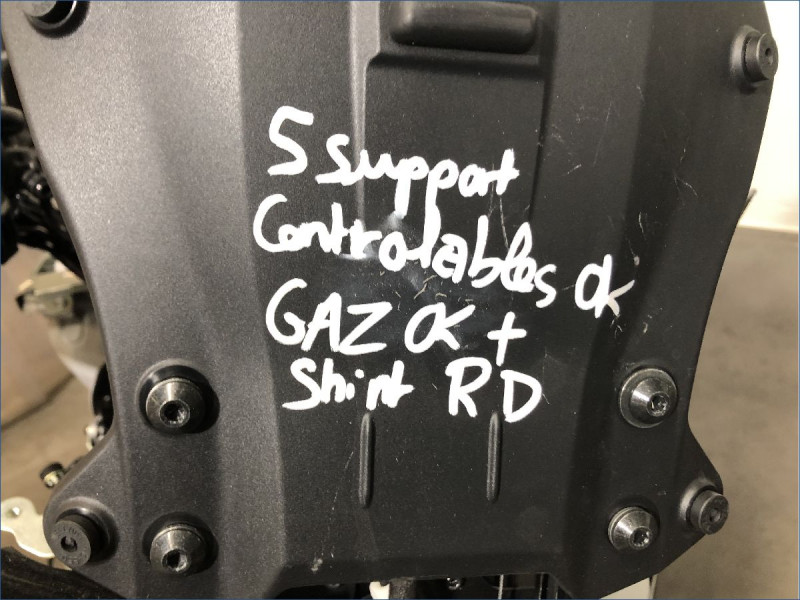 5 support
Controlables OK
GAZ OK +
Shint RD